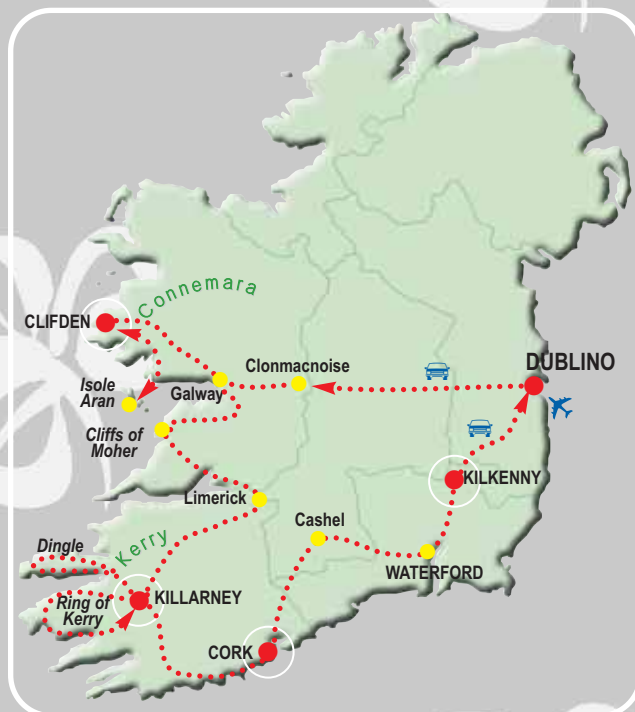 Connemara
CLIFDEN
Clonmacnoise
DUBLINO
Isole
Aran
Galway
Cliffs of
Moher
KILKENNY
Limerick
Cashel
Kerry
Dingle
WATERFORD
Ring of
Kerry
KILLARNEY
CORK